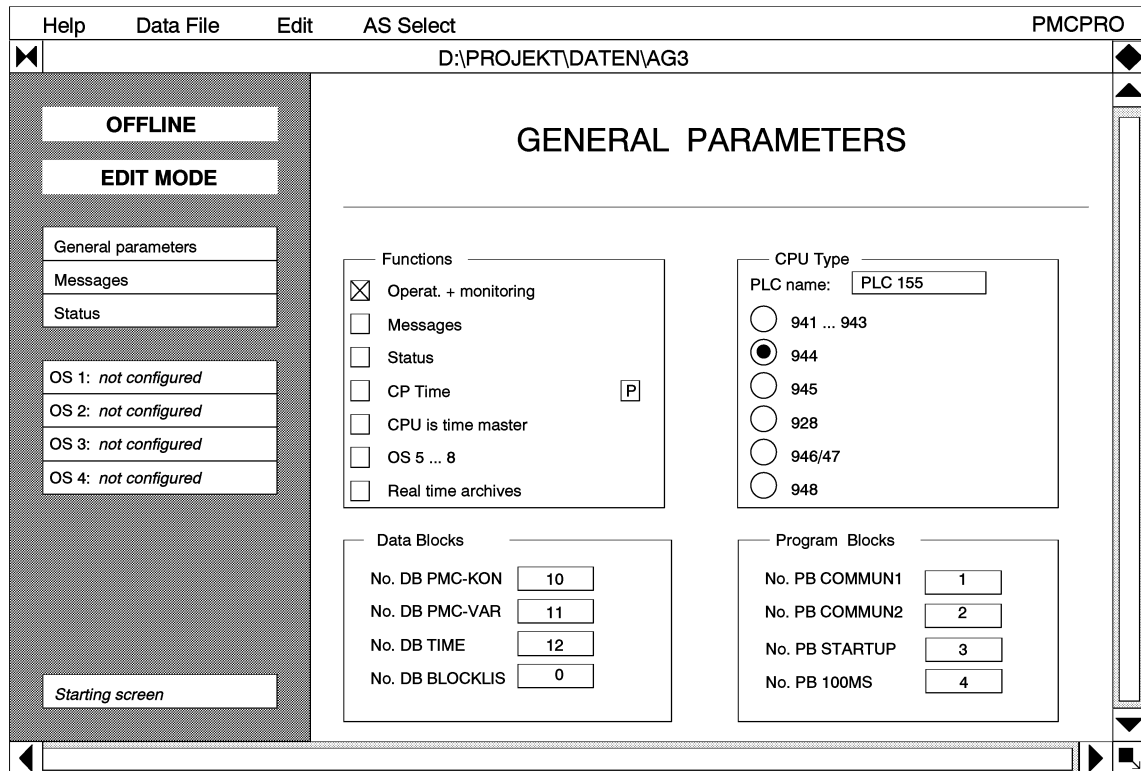 Help Data File Edit AS Select PMCPRO
D:\PROJEKT\DATEN\AG3
OFFLINE
EDIT MODE
General parameters
Messages
Status
OS 1: not configured
OS 2: not configured
OS 3: not configured
OS 4: not configured
Starting screen
GENERAL PARAMETERS
Functions
Operat. + monitoring
Messages
Status
CP Time P
CPU is time master
OS 5 ... 8
Real time archives
CPU Type
PLC name: PLC 155
941 ... 943
944
945
928
946/47
948
Data Blocks
No. DB PMC-KON 10
No. DB PMC-VAR 11
No. DB TIME 12
No. DB BLOCKLIS 0
Program Blocks
No. PB COMMUN1 1
No. PB COMMUN2 2
No. PB STARTUP 3
No. PB 100MS 4